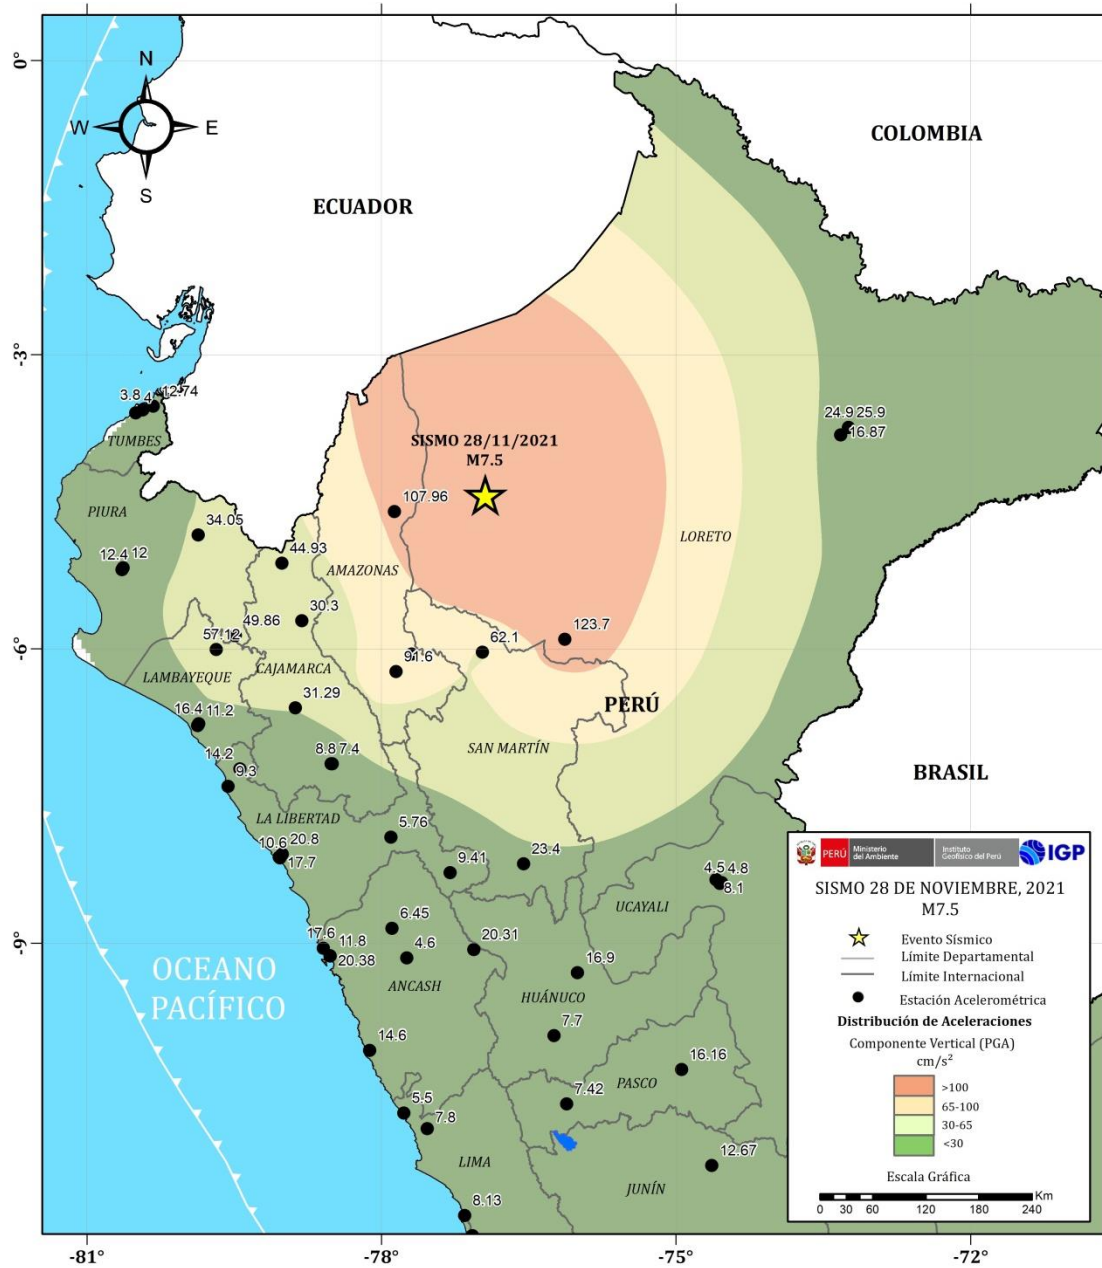 N
W
E
S
0°
-3°
-6°
-9°
-81°
-78°
-75°
-72°
COLOMBIA
ECUADOR
3.8
4
12.74
TUMBES
SISMO 28/11/2021
M7.5
24.9
25.9
16.87
PIURA
107.96
34.05
LORETO
12.4
12
44.93
AMAZONAS
30.3
49.86
57.12
62.1
123.7
91.6
CAJAMARCA
LAMBAYEQUE
31.29
PERÚ
16.4
11.2
SAN MARTÍN
14.2
9.3
8.8
7.4
BRASIL
LA LIBERTAD
5.76
10.6
20.8
17.7
9.41
23.4
4.5
4.8
8.1
UCAYALI
6.45
17.6
11.8
20.38
4.6
20.31
16.9
OCEANO
PACÍFICO
ANCASH
HUÁNUCO
7.7
14.6
16.16
PASCO
7.42
5.5
7.8
12.67
LIMA
JUNÍN
8.13
PERÚ
Ministerio
del Ambiente
Instituto
Geofísico del Perú
IGP
SISMO 28 DE NOVIEMBRE, 2021
M7.5
Evento Sísmico
Límite Departamental
Límite Internacional
Estación Acelerométrica
Distribución de Aceleraciones
Componente Vertical (PGA)
cm/s²
>100
65-100
30-65
<30
Escala Gráfica
Km
0 30 60 120 180 240